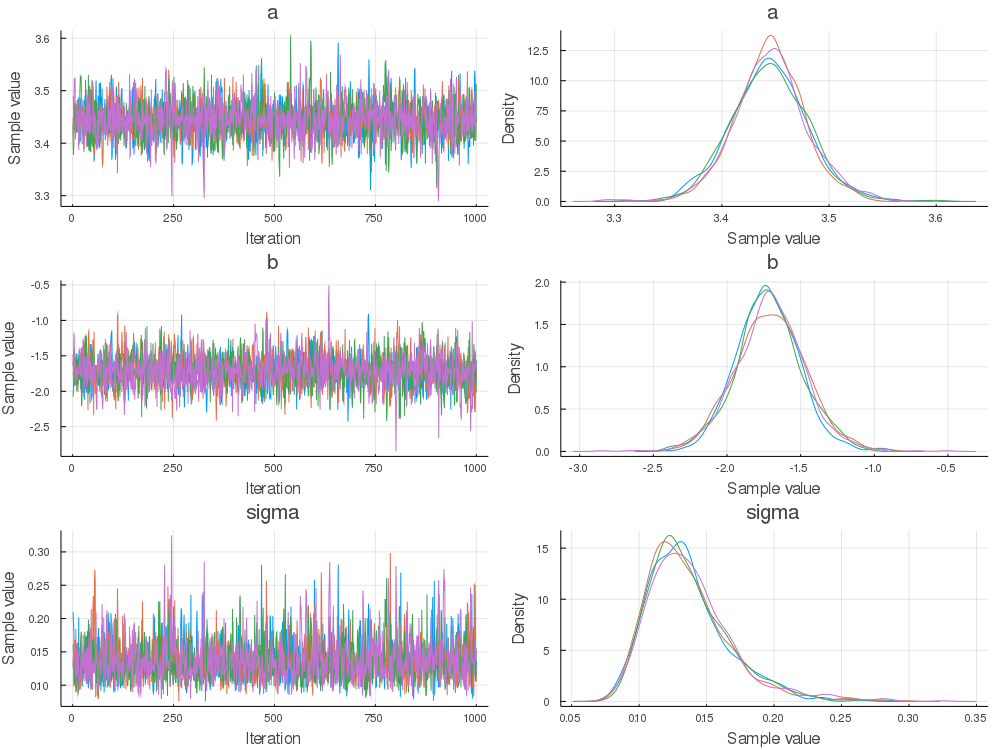 a a
3.6
3.5
3.4
3.3
Sample value
0 250 500 750 1000
Iteration
12.5
10.0
7.5
5.0
2.5
0.0
Density
3.3 3.4 3.5 3.6
Sample value
b b
-0.5
-1.0
-1.5
-2.0
-2.5
Sample value
0 250 500 750 1000
Iteration
2.0
1.5
1.0
0.5
0.0
Density
-3.0 -2.5 -2.0 -1.5 -1.0 -0.5
Sample value
sigma sigma
0.30
0.25
0.20
0.15
0.10
Sample value
0 250 500 750 1000
Iteration
15
10
5
0
Density
0.05 0.10 0.15 0.20 0.25 0.30 0.35
Sample value